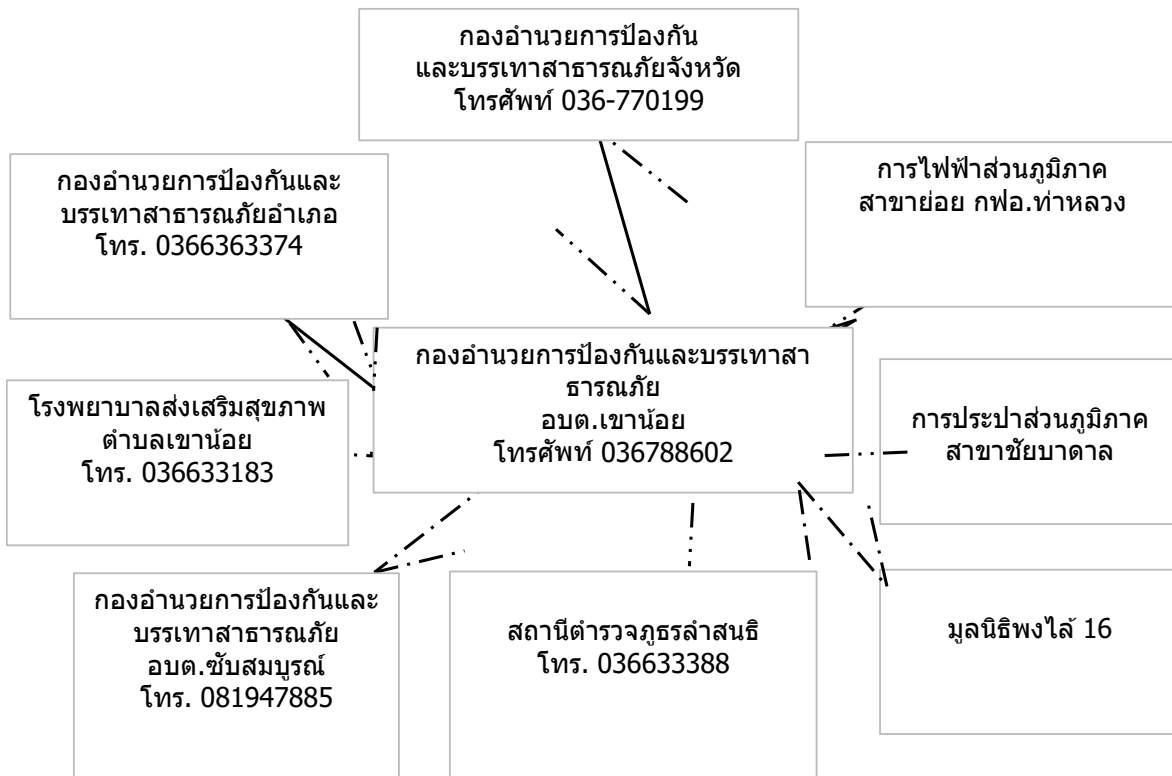 กองอำนวยการป้องกัน
และบรรเทาสาธารณภัยจังหวัด
โทรศัพท์ 036-770199
กองอำนวยการป้องกันและ
บรรเทาสาธารณภัยอำเภอ
โทร. 0366363374
การไฟฟ้าส่วนภูมิภาค
สาขาย่อย กฟอ.ท่าหลวง
กองอำนวยการป้องกันและบรรเทาสา
ธารณภัย
อบต.เขาน้อย
โทรศัพท์ 036788602
โรงพยาบาลส่งเสริมสุขภาพ
ตำบลเขาน้อย
โทร. 036633183
การประปาส่วนภูมิภาค
สาขาชัยบาดาล
กองอำนวยการป้องกันและ
บรรเทาสาธารณภัย
อบต.ซับสมบูรณ์
โทร. 081947885
สถานีตำรวจภูธรลำสนธิ
โทร. 036633388
มูลนิธิพงไล้ 16